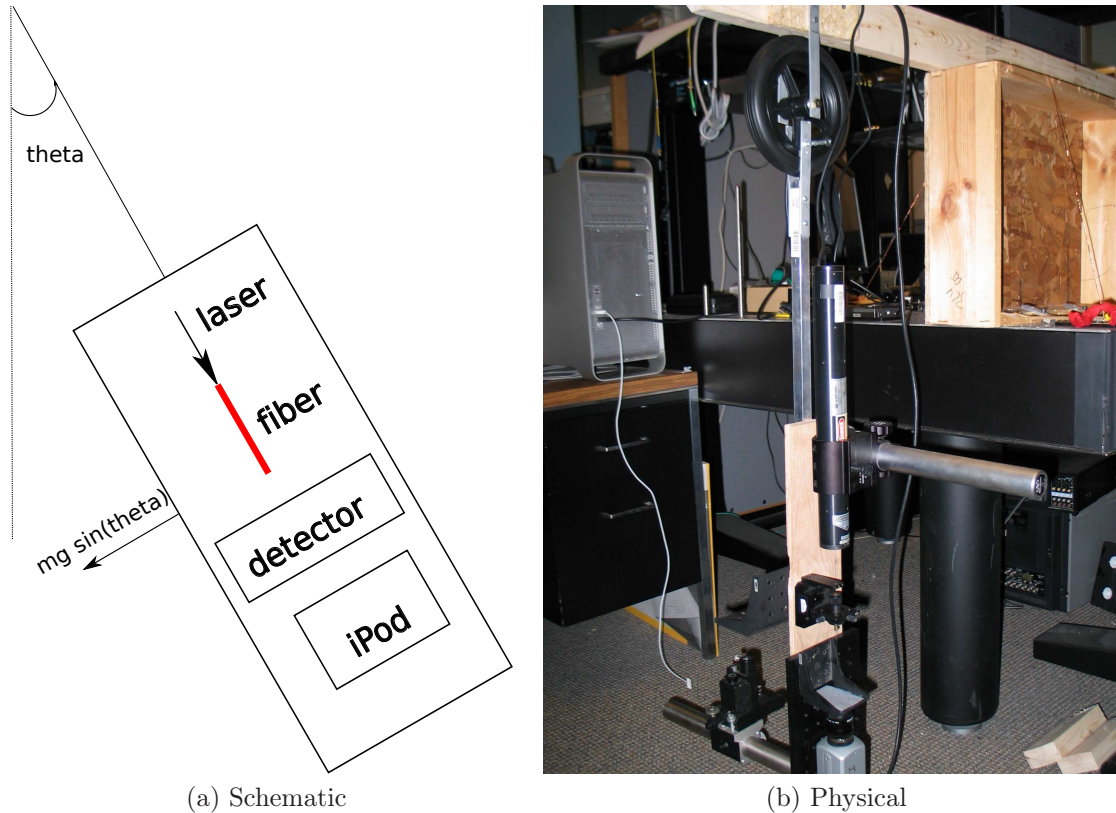 theta
laser
fiber
mg sin(theta)
detector
iPod
(a) Schematic
(b) Physical